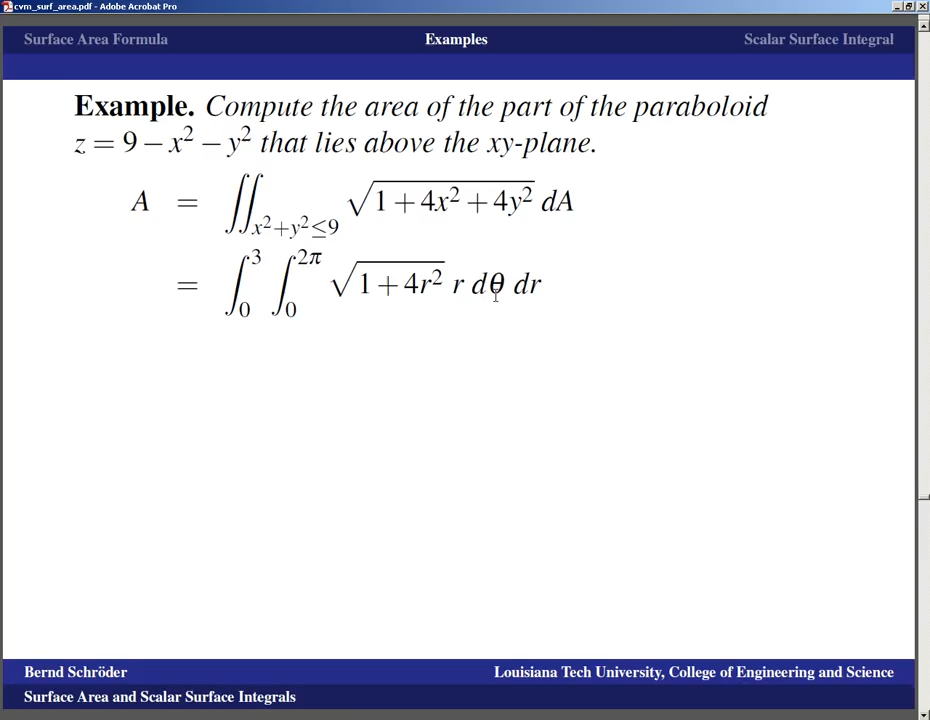 cvm_surf_area.pdf - Adobe Acrobat Pro
Surface Area Formula Examples Scalar Surface Integral
Example. Compute the area of the part of the paraboloid
z = 9 − x² − y² that lies above the xy-plane.
A = ∬_{x²+y²≤9} √(1 + 4x² + 4y²) dA
= ∫₀³ ∫₀^{2π} √(1 + 4r²) r dθ dr
Bernd Schröder Louisiana Tech University, College of Engineering and Science
Surface Area and Scalar Surface Integrals